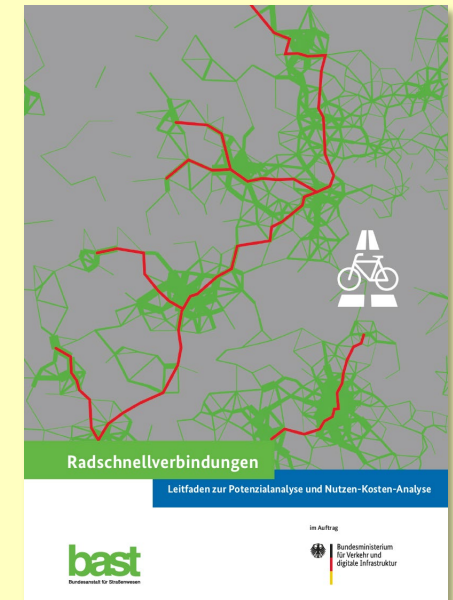 Radschnellverbindungen
Leitfaden zur Potenzialanalyse und Nutzen-Kosten-Analyse
im Auftrag
bast
Bundesanstalt für Straßenwesen
Bundesministerium
für Verkehr und
digitale Infrastruktur